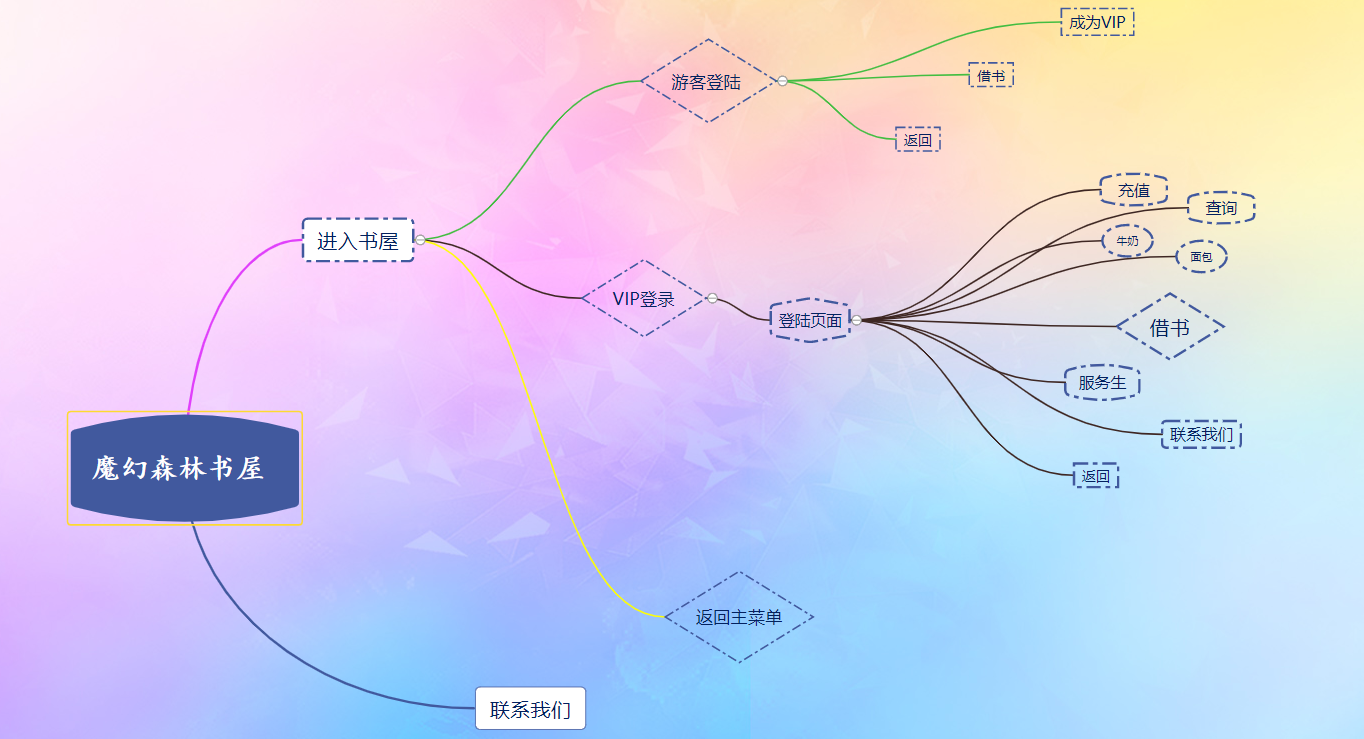 魔幻森林书屋
进入书屋
游客登陆
成为VIP
借书
返回
VIP登录
登陆页面
充值
查询
牛奶
面包
借书
服务生
联系我们
返回
返回主菜单
联系我们